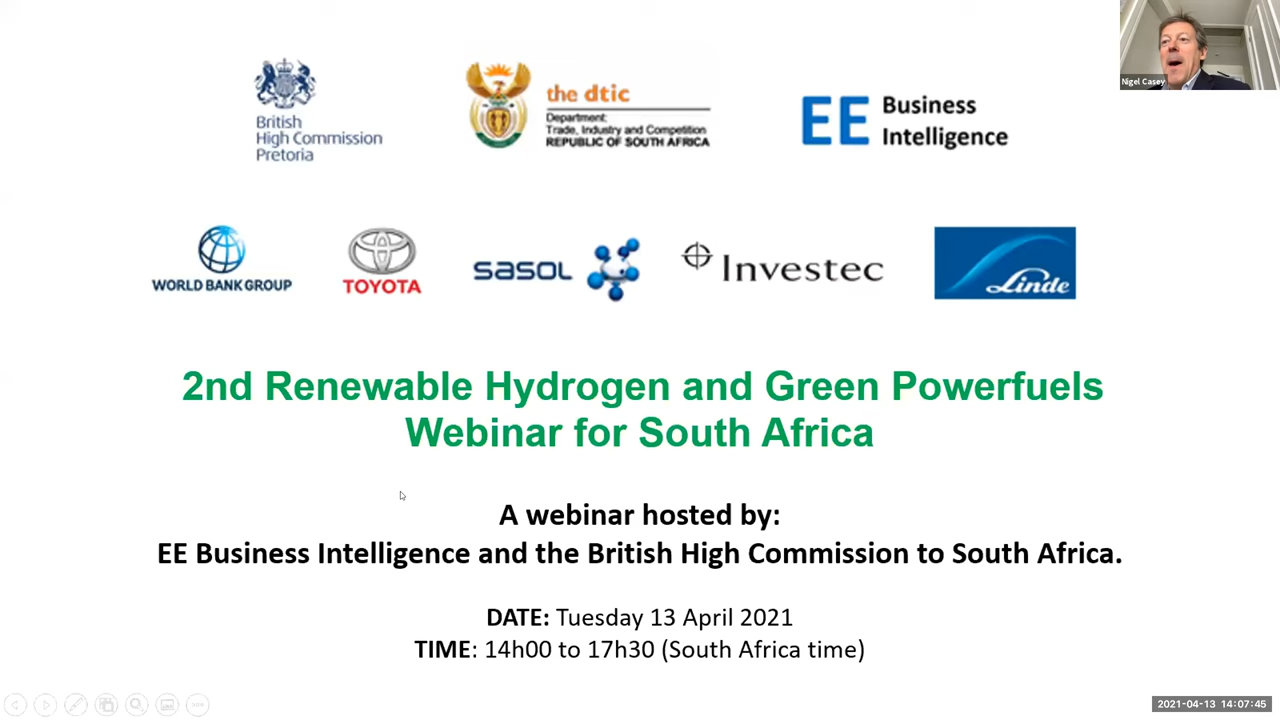 Nigel Casey
British
High Commission
Pretoria
the dtic
Department:
Trade, Industry and Competition
REPUBLIC OF SOUTH AFRICA
EE Business
Intelligence
WORLD BANK GROUP
TOYOTA
sasol
Investec
Linde
2nd Renewable Hydrogen and Green Powerfuels
Webinar for South Africa
A webinar hosted by:
EE Business Intelligence and the British High Commission to South Africa.
DATE: Tuesday 13 April 2021
TIME: 14h00 to 17h30 (South Africa time)
2021-04-13 14:07:45